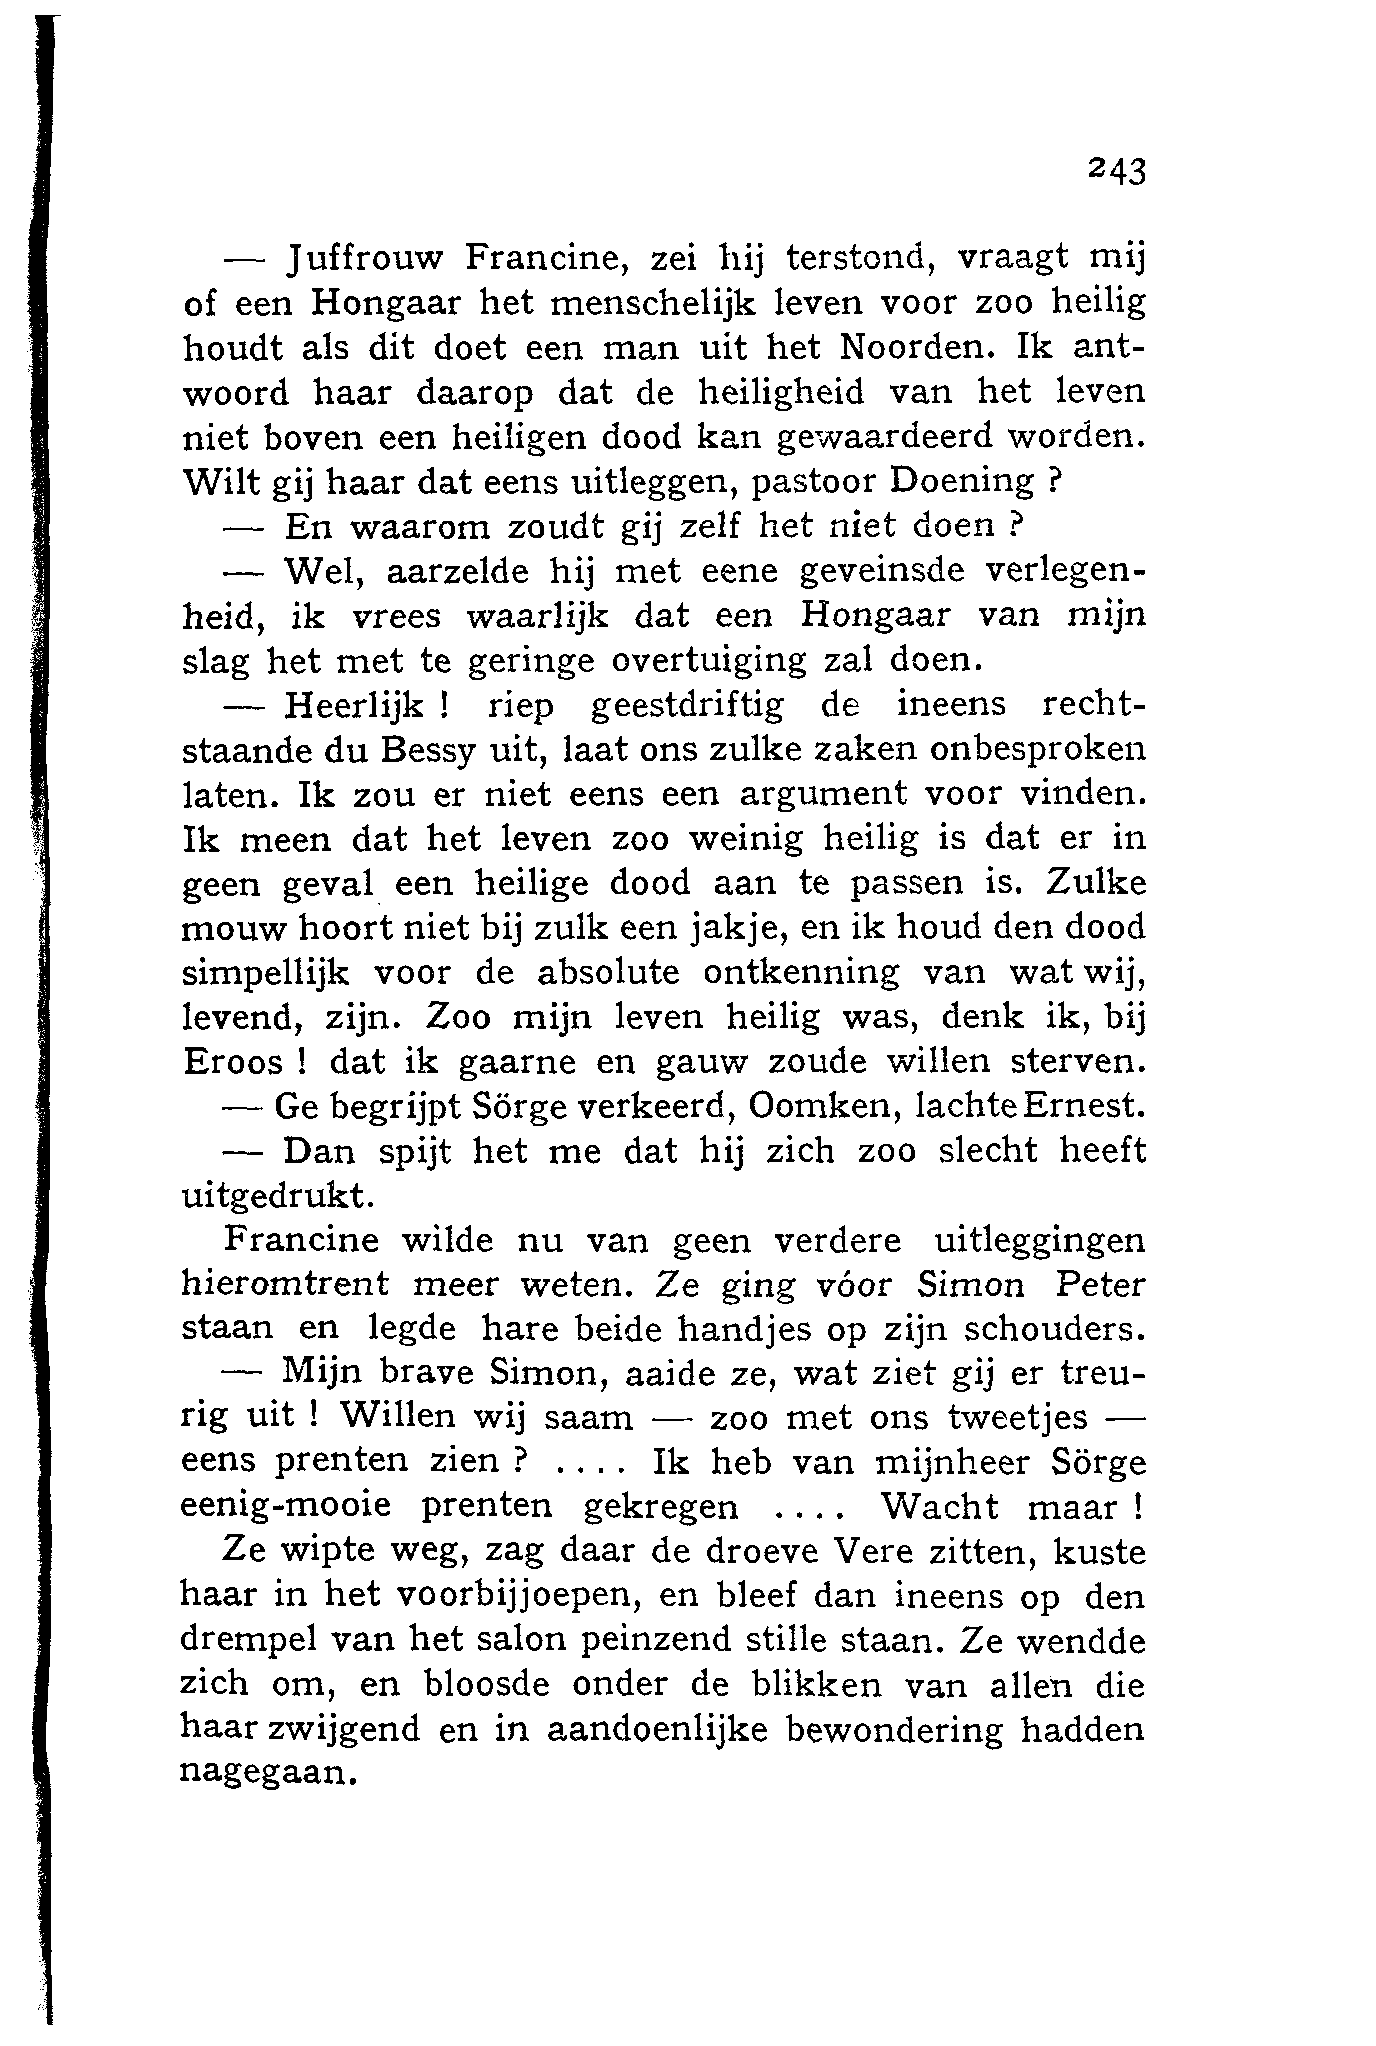 243
— Juffrouw Francine, zei hij terstond, vraagt mij
of een Hongaar het menschelijk leven voor zoo heilig
houdt als dit doet een man uit het Noorden. Ik ant-
woord haar daarop dat de heiligheid van het leven
niet boven een heiligen dood kan gewaardeerd worden.
Wilt gij haar dat eens uitleggen, pastoor Doening ?
— En waarom zoudt gij zelf het niet doen ?
— Wel, aarzelde hij met eene geveinsde verlegen-
heid, ik vrees waarlijk dat een Hongaar van mijn
slag het met te geringe overtuiging zal doen.
— Heerlijk ! riep geestdriftig de ineens recht-
staande du Bessy uit, laat ons zulke zaken onbesproken
laten. Ik zou er niet eens een argument voor vinden.
Ik meen dat het leven zoo weinig heilig is dat er in
geen geval een heilige dood aan te passen is. Zulke
mouw hoort niet bij zulk een jakje, en ik houd den dood
simpellijk voor de absolute ontkenning van wat wij,
levend, zijn. Zoo mijn leven heilig was, denk ik, bij
Eroos ! dat ik gaarne en gauw zoude willen sterven.
— Ge begrijpt Sörge verkeerd, Oomken, lachte Ernest.
— Dan spijt het me dat hij zich zoo slecht heeft
uitgedrukt.
Francine wilde nu van geen verdere uitleggingen
hieromtrent meer weten. Ze ging vóor Simon Peter
staan en legde hare beide handjes op zijn schouders.
— Mijn brave Simon, aaide ze, wat ziet gij er treu-
rig uit ! Willen wij saam — zoo met ons tweetjes —
eens prenten zien ? .... Ik heb van mijnheer Sörge
eenig-mooie prenten gekregen .... Wacht maar !
Ze wipte weg, zag daar de droeve Vere zitten, kuste
haar in het voorbijjoepen, en bleef dan ineens op den
drempel van het salon peinzend stille staan. Ze wendde
zich om, en bloosde onder de blikken van allen die
haar zwijgend en in aandoenlijke bewondering hadden
nagegaan.